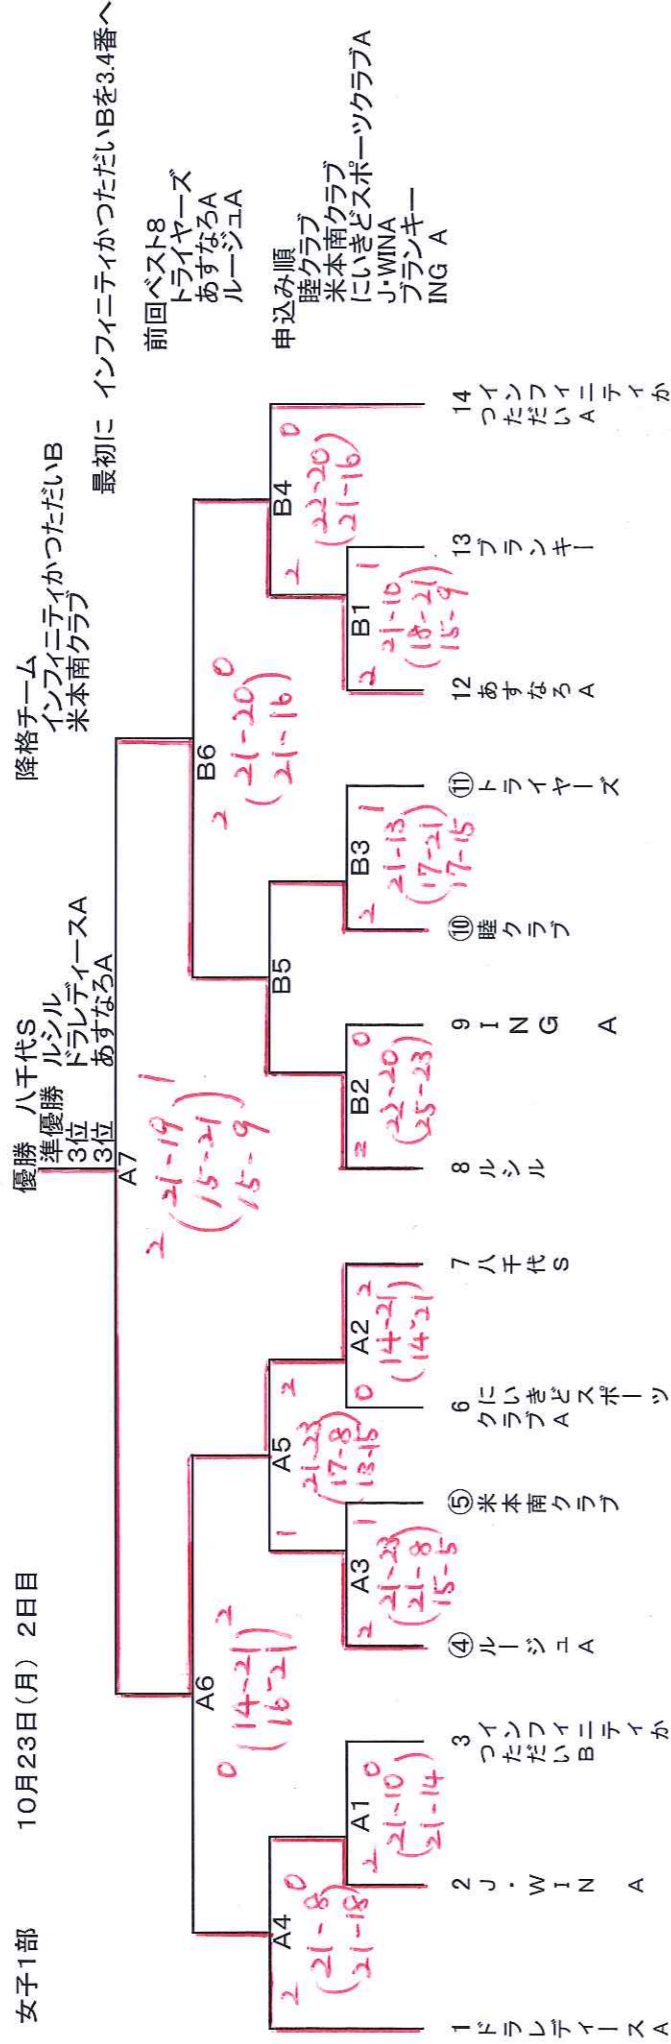 女子1部 10月23日(月) 2日目
優勝 八千代S
準優勝 ルシル
3位 ドラレディースA
3位 あすなろA
降格チーム
インフィニティかつただいB
米本南クラブ
最初に インフィニティかつただいBを3.4番へ
前回ベスト8
トライヤーズ
あすなろA
ルージュA
申込み順
睦クラブ
米本南クラブ
にいきどスポーツクラブA
J・WINA
ブランキー
ING A
A7
2 1
21-19
15-21
15-9
A6
0 2
14-21
16-21
B6
2 0
21-20
21-16
A4
2 0
21-8
21-18
A5
1 2
21-23
17-8
13-15
B5
B4
2 0
22-20
21-16
A1
2 0
21-10
21-14
A3
2 1
21-23
21-8
15-5
A2
0 2
14-21
14-21
B2
2 0
22-20
25-23
B3
2 1
21-13
17-21
17-15
B1
2 1
21-10
18-21
15-9
1 ドラレディースA
2 J・WIN A
3 インフィニティかつただいB
④ ルージュA
⑤ 米本南クラブ
6 にいきどスポーツクラブA
7 八千代S
8 ルシル
9 ING A
⑩ 睦クラブ
⑪ トライヤーズ
12 あすなろA
13 ブランキー
14 インフィニティかつただいA